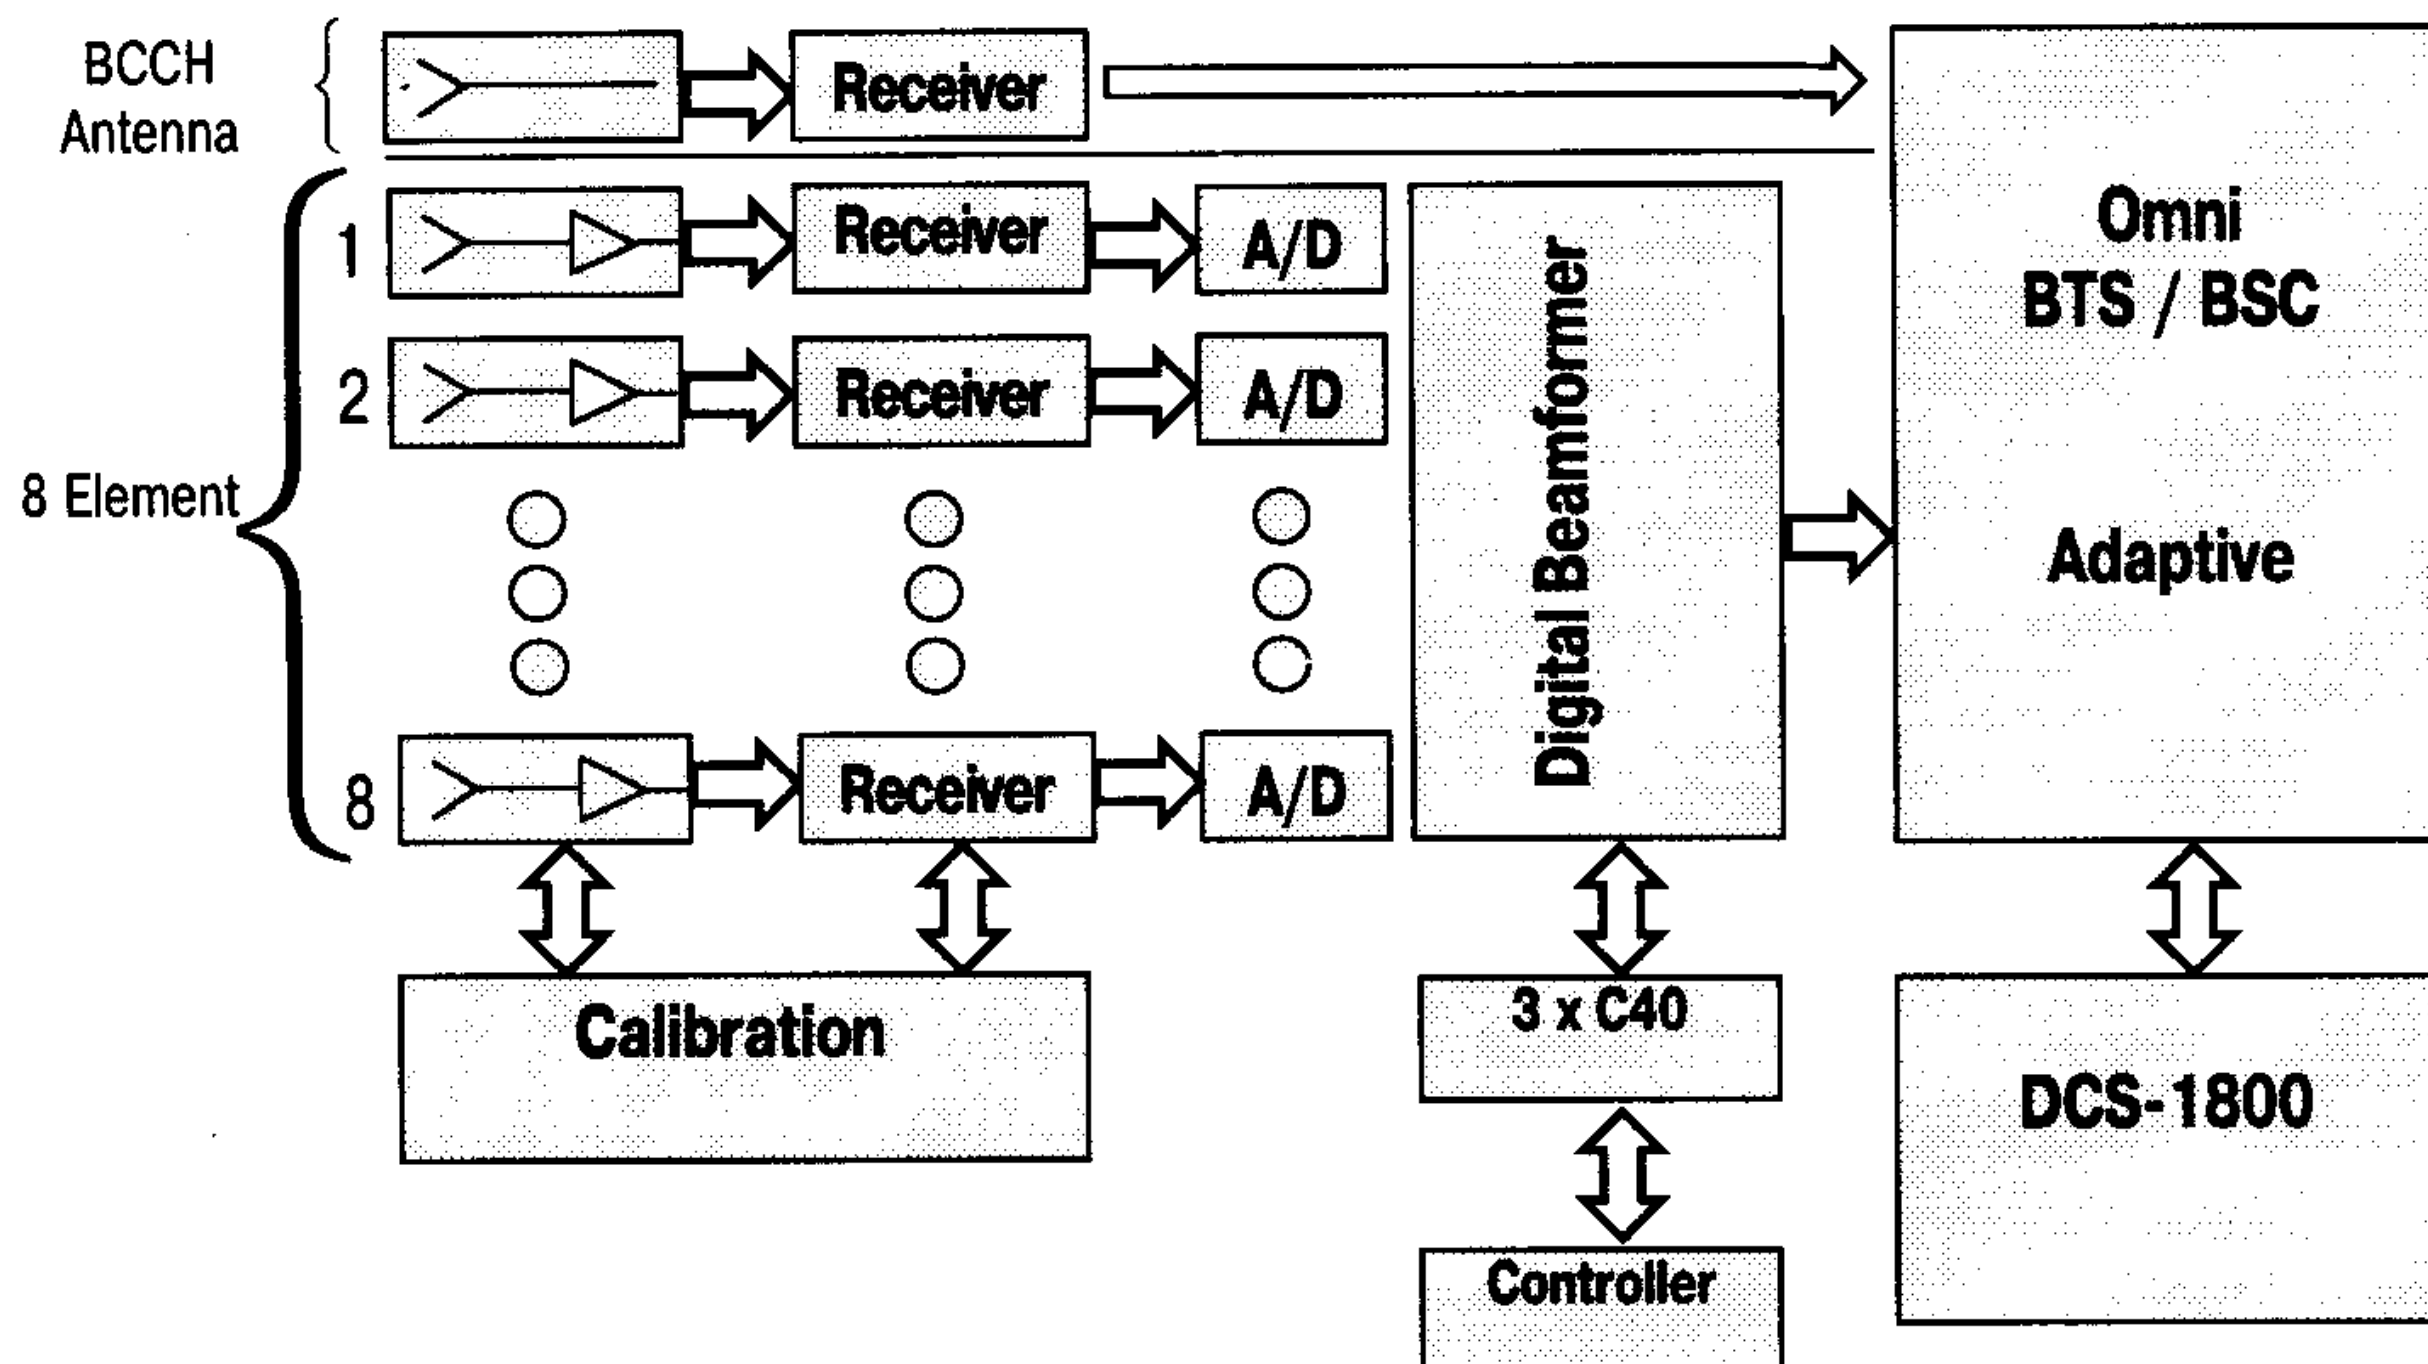 BCCH
Antenna
Receiver
1
Receiver
A/D
2
Receiver
A/D
8 Element
8
Receiver
A/D
Digital Beamformer
Omni
BTS / BSC
Adaptive
Calibration
3 x C40
Controller
DCS-1800